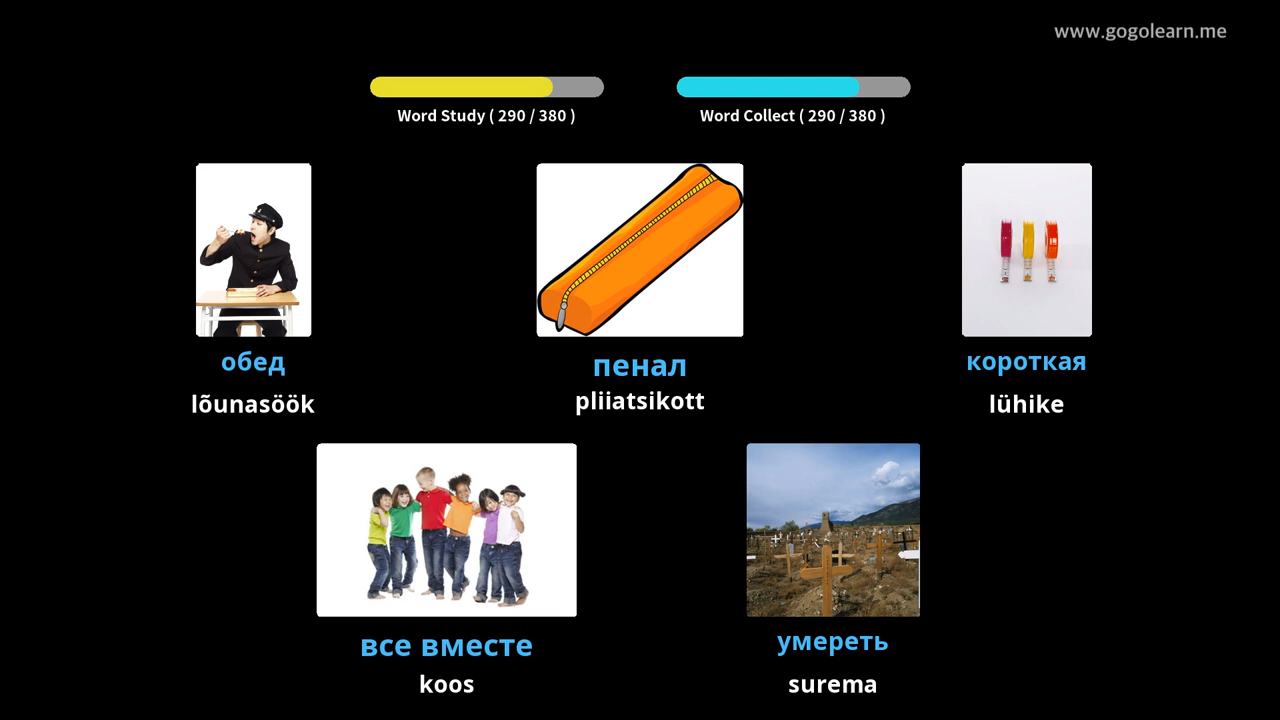 www.gogolearn.me
Word Study ( 290 / 380 )
Word Collect ( 290 / 380 )
обед
lõunasöök
пенал
pliiatsikott
короткая
lühike
все вместе
koos
умереть
surema